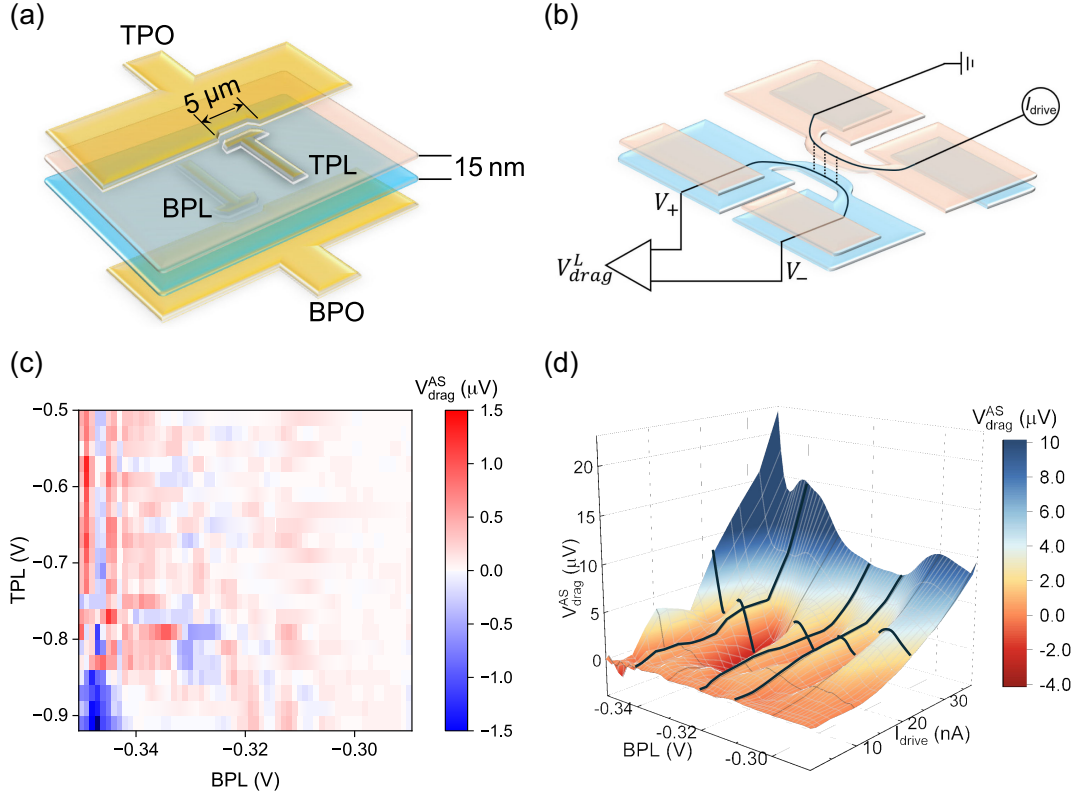 (a)
TPO
5 μm
TPL
BPL
15 nm
BPO
(b)
I_drive
V_+
V_–
V^L_drag
(c)
V^AS_drag (μV)
−0.5
−0.6
−0.7
−0.8
−0.9
TPL (V)
−0.34
−0.32
−0.30
BPL (V)
1.5
1.0
0.5
0.0
−0.5
−1.0
−1.5
(d)
V^AS_drag (μV)
20
15
10
5
0
V^AS_drag (μV)
-0.34
-0.32
-0.30
BPL (V)
10
20
30
I_drive (nA)
10
8.0
6.0
4.0
2.0
0.0
-2.0
-4.0